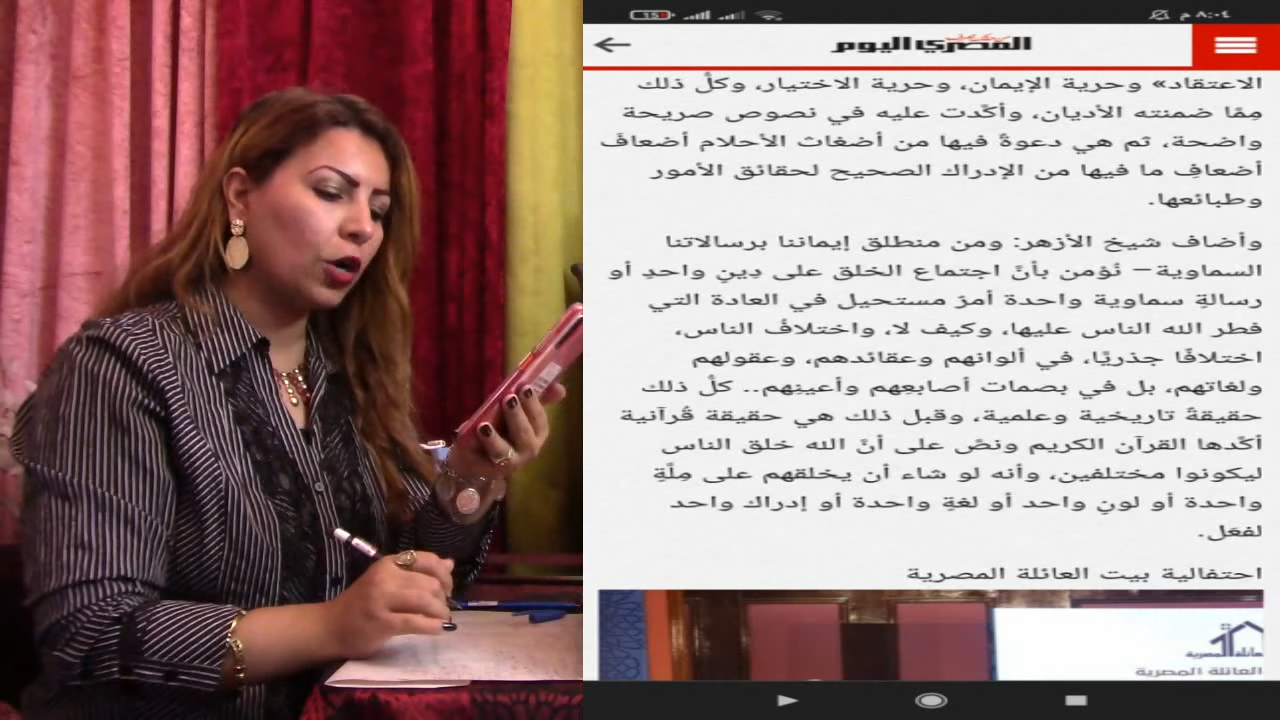 ٨:٠٤ م
المصري اليوم
الاعتقاد» وحرية الإيمان، وحرية الاختيار، وكلُّ ذلك
مِمَّا ضمنته الأديان، وأكَّدت عليه في نصوص صريحة
واضحة، ثم هي دعوةٌ فيها من أضغاث الأحلام أضعافَ
أضعافِ ما فيها من الإدراك الصحيح لحقائق الأمور
وطبائعها.
وأضاف شيخ الأزهر: ومن منطلق إيماننا برسالاتنا
السماوية– نُؤمن بأنَّ اجتماع الخلق على دِينٍ واحدٍ أو
رسالةٍ سماوية واحدة أمرٌ مستحيل في العادة التي
فطر الله الناس عليها، وكيف لا، واختلافُ الناس،
اختلافًا جذريًا، في ألوانهم وعقائدهم، وعقولهم
ولغاتهم، بل في بصمات أصابعِهم وأعينِهم.. كلُّ ذلك
حقيقةٌ تاريخية وعلمية، وقبل ذلك هي حقيقة قُرآنية
أكَّدها القرآن الكريم ونصَّ على أنَّ الله خلق الناس
ليكونوا مختلفين، وأنه لو شاء أن يخلقهم على مِلَّةٍ
واحدة أو لونٍ واحد أو لغةٍ واحدة أو إدراك واحد
لفعَل.
احتفالية بيت العائلة المصرية
العائلة المصرية